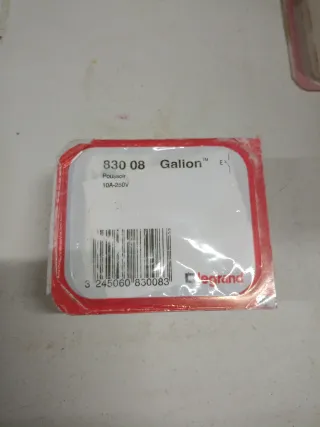 830 08 Galion™
Poussoir
10A-250V
3 245060 830083
legrand